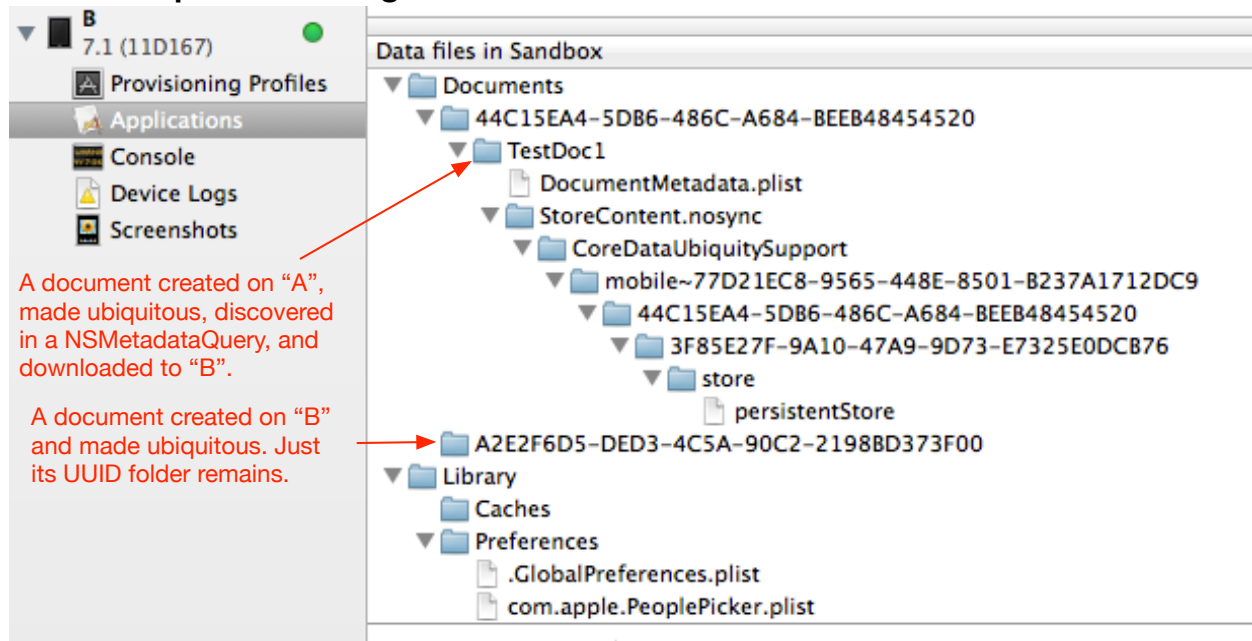 B
7.1 (11D167)
Provisioning Profiles
Applications
Console
Device Logs
Screenshots
A document created on “A”,
made ubiquitous, discovered
in a NSMetadataQuery, and
downloaded to “B”.
A document created on “B”
and made ubiquitous. Just
its UUID folder remains.
Data files in Sandbox
Documents
44C15EA4-5DB6-486C-A684-BEEB48454520
TestDoc1
DocumentMetadata.plist
StoreContent.nosync
CoreDataUbiquitySupport
mobile~77D21EC8-9565-448E-8501-B237A1712DC9
44C15EA4-5DB6-486C-A684-BEEB48454520
3F85E27F-9A10-47A9-9D73-E7325E0DCB76
store
persistentStore
A2E2F6D5-DED3-4C5A-90C2-2198BD373F00
Library
Caches
Preferences
.GlobalPreferences.plist
com.apple.PeoplePicker.plist